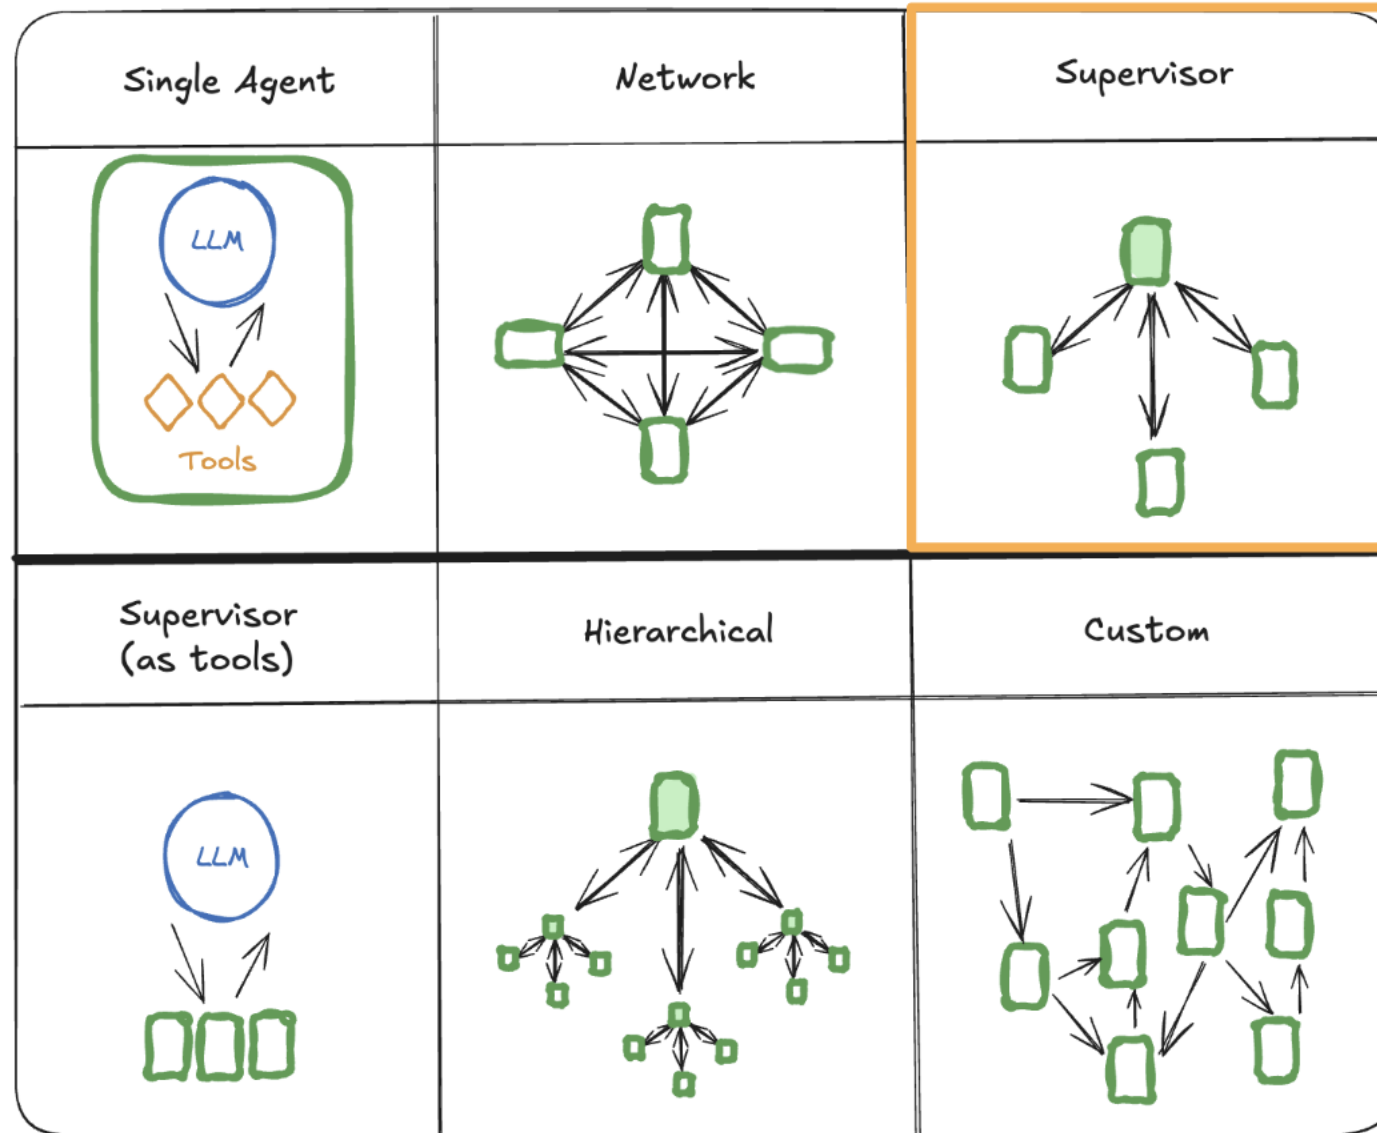 Single Agent
Network
Supervisor
LLM
Tools
Supervisor
(as tools)
Hierarchical
Custom
LLM